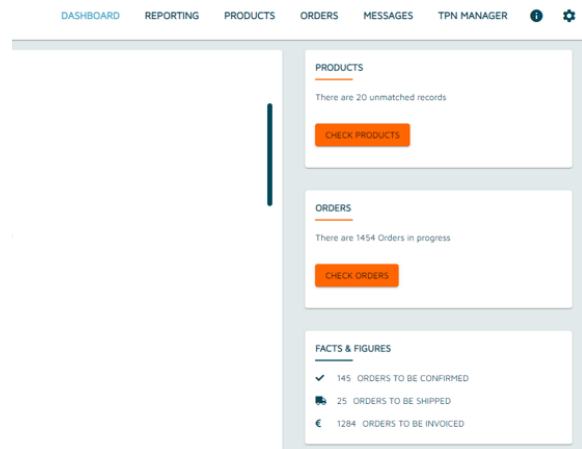 DASHBOARD REPORTING PRODUCTS ORDERS MESSAGES TPN MANAGER
PRODUCTS
There are 20 unmatched records
CHECK PRODUCTS
ORDERS
There are 1454 Orders in progress
CHECK ORDERS
FACTS & FIGURES
145 ORDERS TO BE CONFIRMED
25 ORDERS TO BE SHIPPED
€ 1284 ORDERS TO BE INVOICED